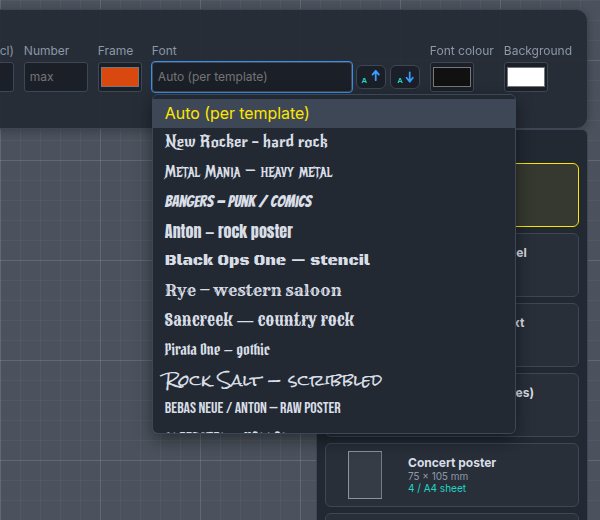 cl)
Number
Frame
Font
Font colour
Background
max
Auto (per template)
A
A
Auto (per template)
New Rocker – hard rock
Metal Mania — heavy metal
BANGERS – PUNK / COMICS
Anton – rock poster
Black Ops One — stencil
Rye – western saloon
Sancreek — country rock
Pirata One – gothic
Rock Salt – scribbled
BEBAS NEUE / ANTON – RAW POSTER
el
xt
es)
Concert poster
75 × 105 mm
4 / A4 sheet